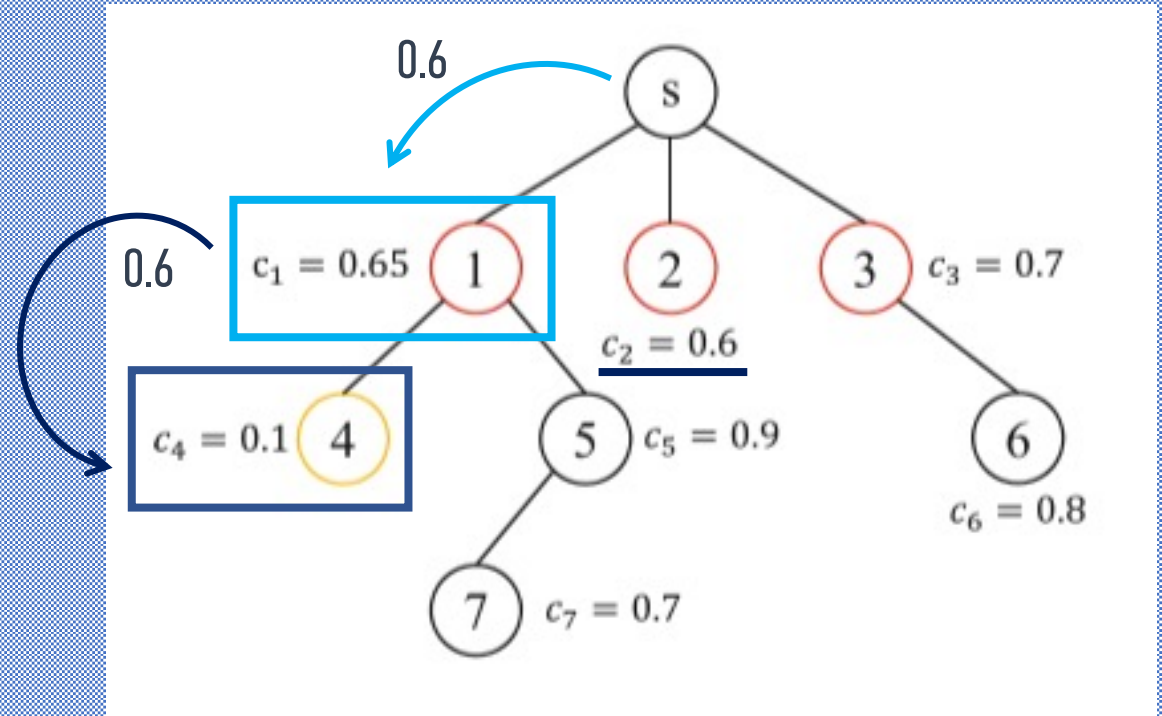 0.6
s
0.6
c₁ = 0.65
1
2
3
c₃ = 0.7
c₂ = 0.6
c₄ = 0.1
4
5
c₅ = 0.9
6
c₆ = 0.8
7
c₇ = 0.7